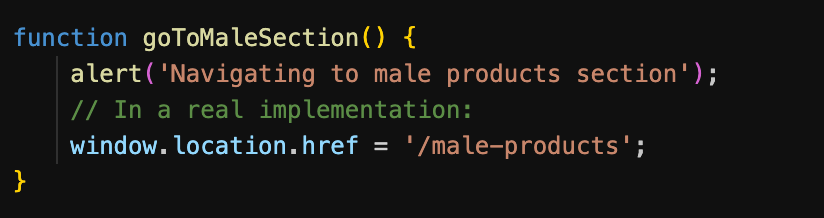 function goToMaleSection() {
    alert('Navigating to male products section');
    // In a real implementation:
    window.location.href = '/male-products';
}